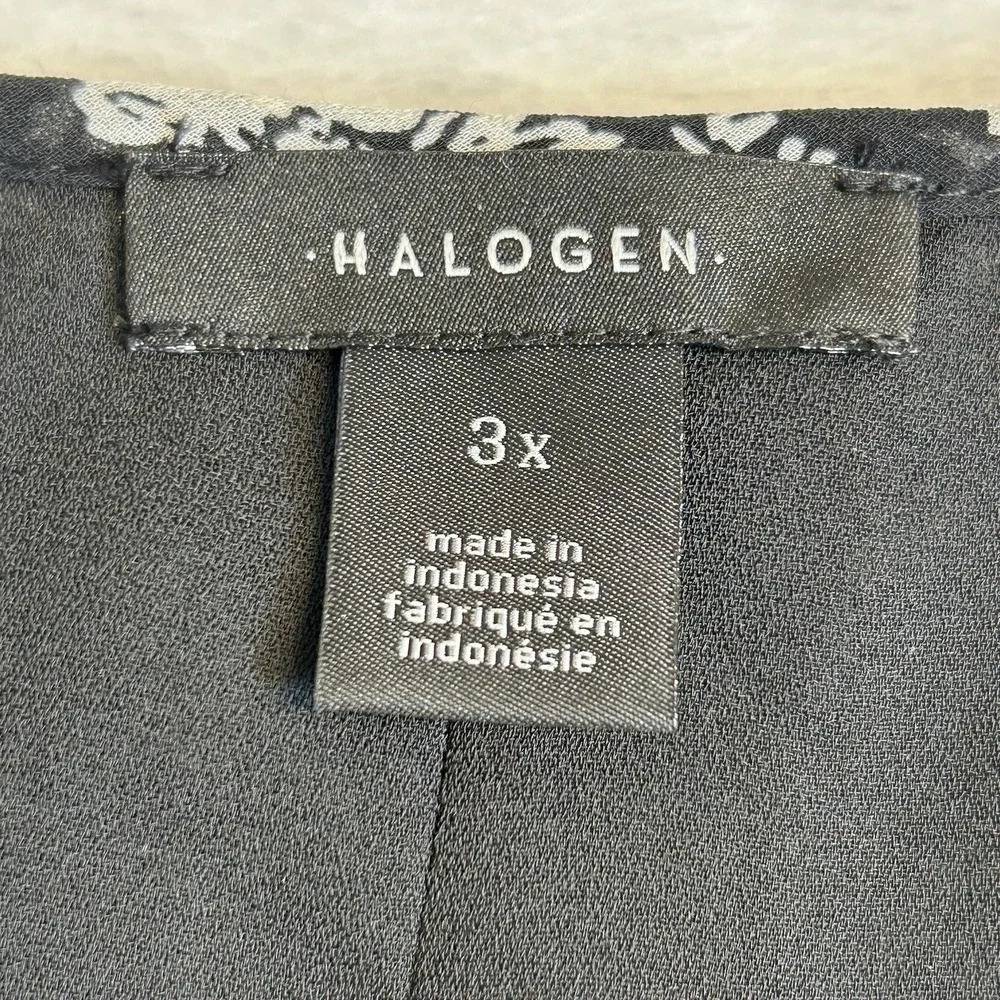 ·HALOGEN·
3x
made in
indonesia
fabriqué en
indonésie